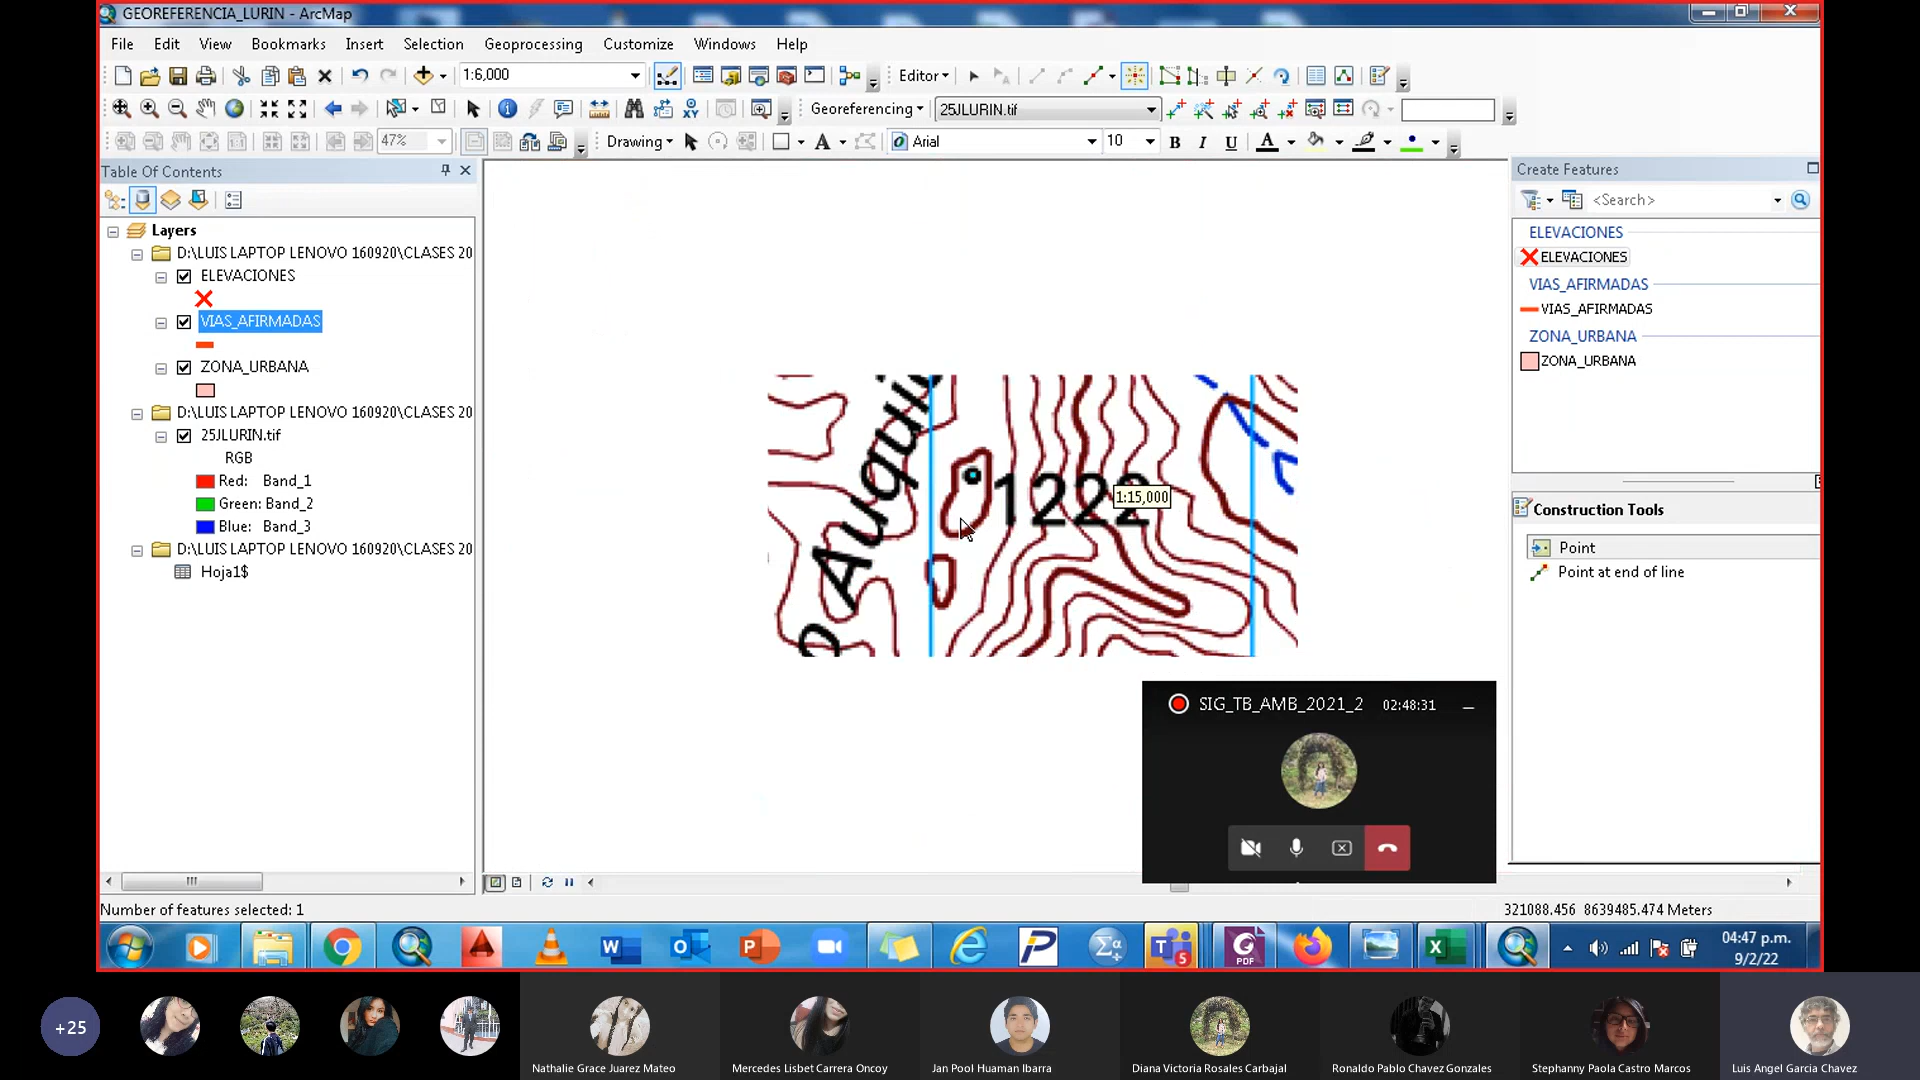 GEOREFERENCIA_LURIN - ArcMap
File Edit View Bookmarks Insert Selection Geoprocessing Customize Windows Help
1:6,000 Editor
Georeferencing 25JLURIN.tif
47% Drawing A Arial 10 B I U A
Table Of Contents
Layers
D:\LUIS LAPTOP LENOVO 160920\CLASES 20
ELEVACIONES
VIAS_AFIRMADAS
ZONA_URBANA
D:\LUIS LAPTOP LENOVO 160920\CLASES 20
25JLURIN.tif
RGB
Red: Band_1
Green: Band_2
Blue: Band_3
D:\LUIS LAPTOP LENOVO 160920\CLASES 20
Hoja1$
1222
1:15,000
Create Features
<Search>
ELEVACIONES
ELEVACIONES
VIAS_AFIRMADAS
VIAS_AFIRMADAS
ZONA_URBANA
ZONA_URBANA
Construction Tools
Point
Point at end of line
SIG_TB_AMB_2021_2 02:48:31
Number of features selected: 1
321088.456 8639485.474 Meters
04:47 p.m.
9/2/22
+25
Nathalie Grace Juarez Mateo
Mercedes Lisbet Carrera Oncoy
Jan Pool Huaman Ibarra
Diana Victoria Rosales Carbajal
Ronaldo Pablo Chavez Gonzales
Stephanny Paola Castro Marcos
Luis Angel Garcia Chavez